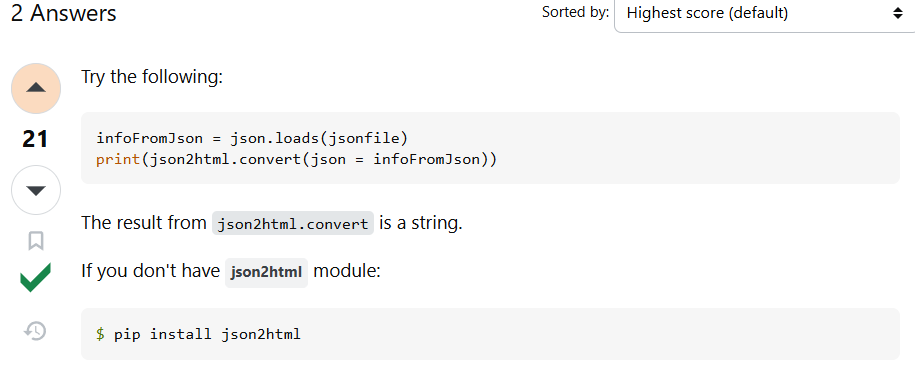 2 Answers
Sorted by: Highest score (default)
Try the following:
21
infoFromJson = json.loads(jsonfile)
print(json2html.convert(json = infoFromJson))
The result from json2html.convert is a string.
If you don't have json2html module:
$ pip install json2html